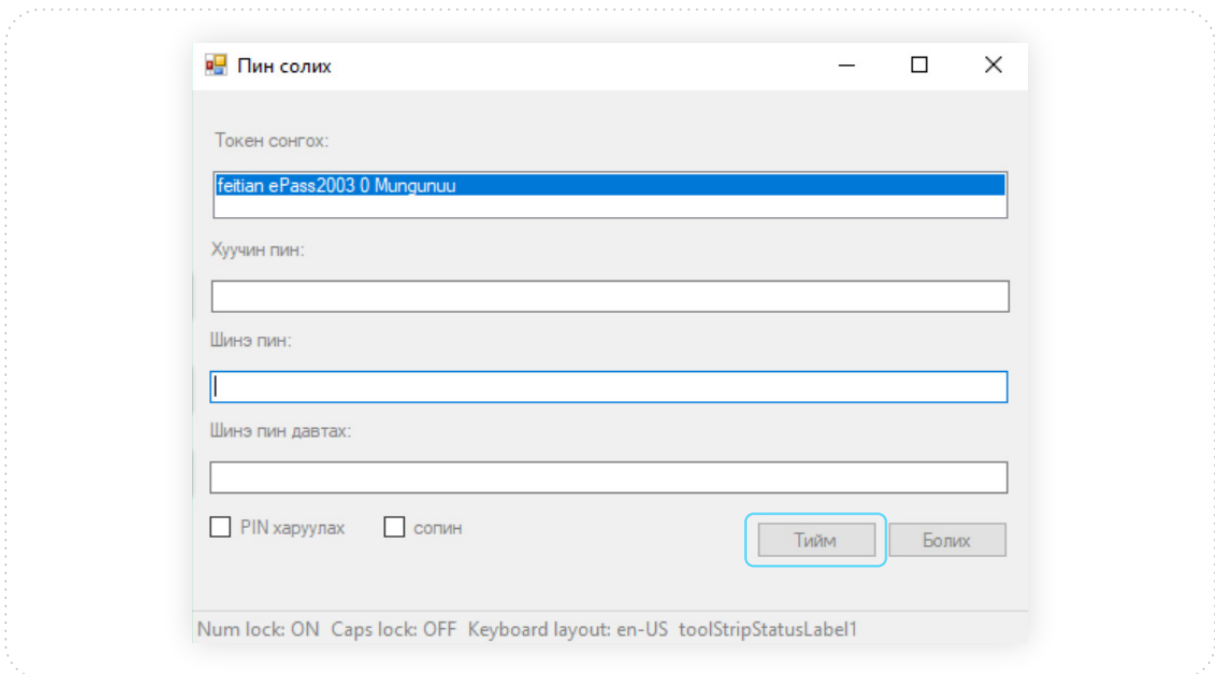 Пин солих
Токен сонгох:
feitian ePass2003 0 Mungunuu
Хуучин пин:
Шинэ пин:
Шинэ пин давтах:
PIN харуулах сопин Тийм Болих
Num lock: ON Caps lock: OFF Keyboard layout: en-US toolStripStatusLabel1